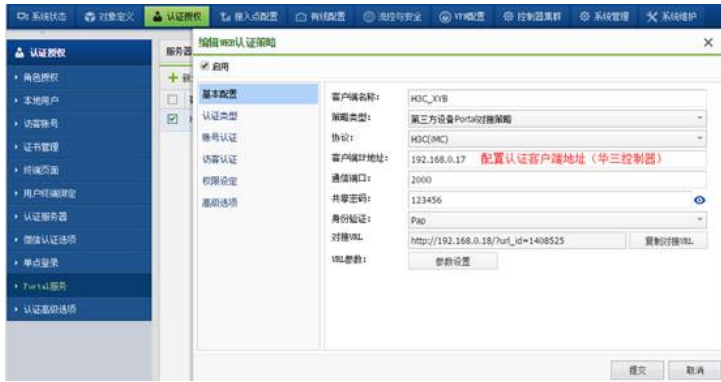 系统状态 对象定义 认证授权 接入点配置 有线配置 流控与安全 VPN配置 控制器集群 系统管理 系统维护
认证授权
角色授权
本地用户
访客账号
证书管理
终端页面
用户终端绑定
认证服务器
微信认证选项
单点登录
Portal服务
认证高级选项
服务器
编辑WEB认证策略
启用
基本配置
认证类型
账号认证
访客认证
权限设定
高级选项
客户端名称: H3C_XYB
策略类型: 第三方设备Portal对接策略
协议: H3C(iMC)
客户端IP地址: 192.168.0.17 配置认证客户端地址（华三控制器）
通信端口: 2000
共享密码: 123456
身份验证: Pap
对接URL http://192.168.0.18/?url_id=1408525 复制对接URL
URL参数: 参数设置
提交 取消